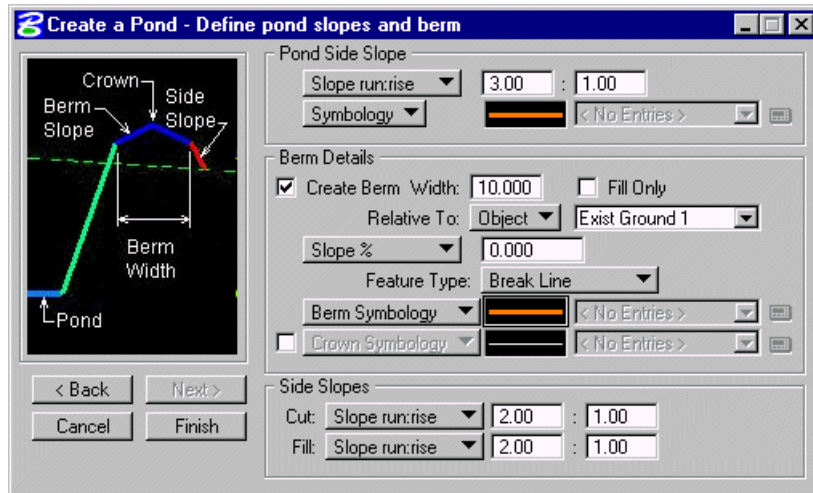 Create a Pond - Define pond slopes and berm
Crown
Side
Slope
Berm
Slope
Berm
Width
Pond
< Back Next >
Cancel Finish
Pond Side Slope
Slope run:rise 3.00 : 1.00
Symbology < No Entries >
Berm Details
Create Berm Width: 10.000 Fill Only
Relative To: Object Exist Ground 1
Slope % 0.000
Feature Type: Break Line
Berm Symbology < No Entries >
Crown Symbology < No Entries >
Side Slopes
Cut: Slope run:rise 2.00 : 1.00
Fill: Slope run:rise 2.00 : 1.00